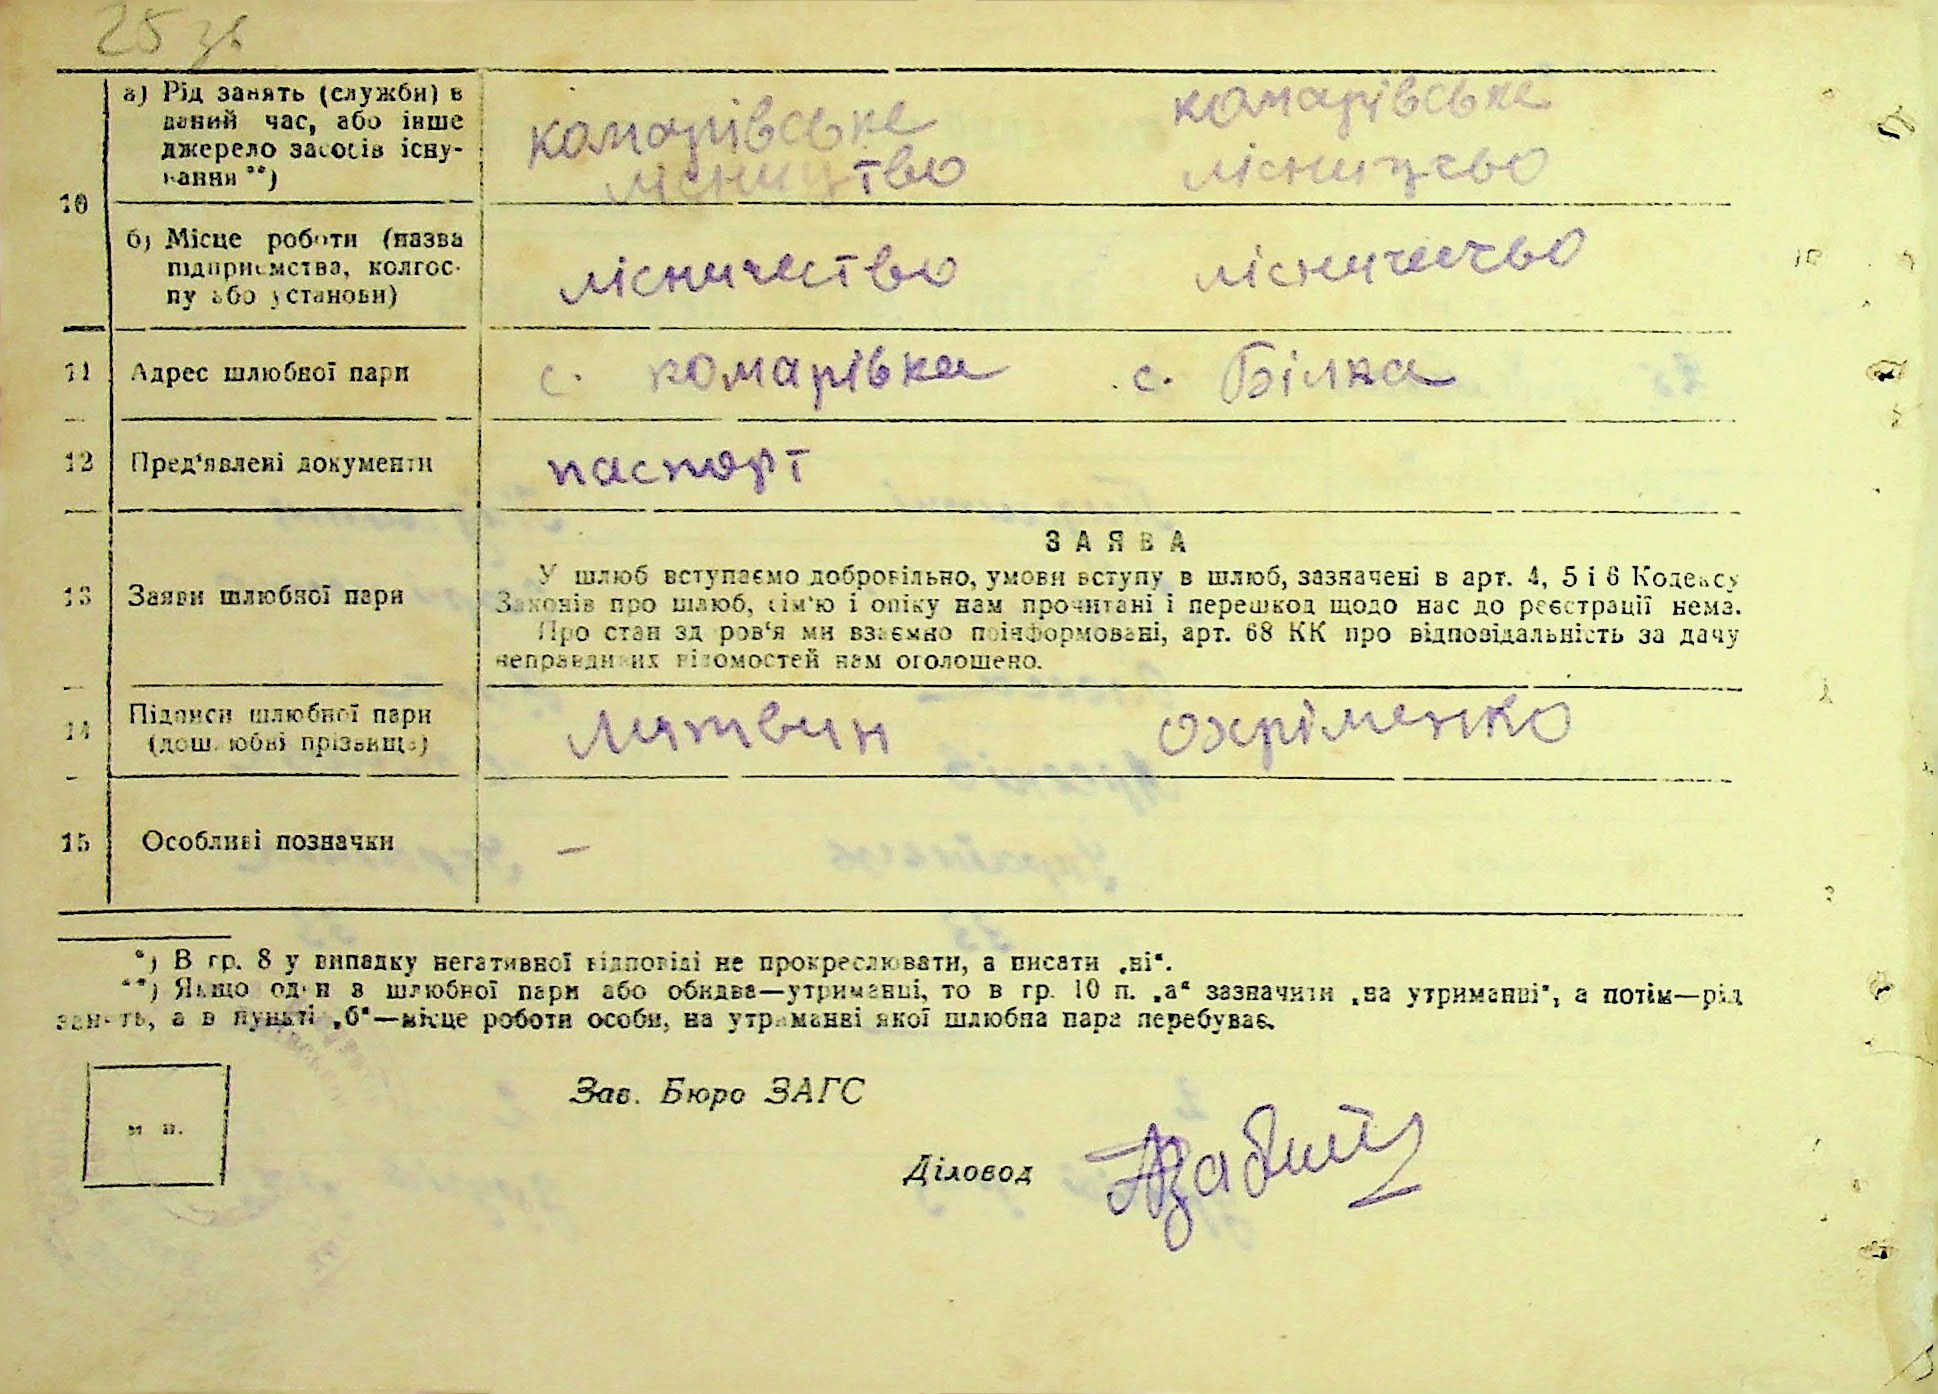 25 зв
10
а) Рід занять (служби) в
даний час, або інше
джерело засобів існу-
вання **)
комарівське комарівське
лісництво лісництво
б) Місце роботи (назва
підприємства, колгос-
пу або установи)
лісничество лісничество
11 Адрес шлюбної пари с. комарівка с. Білка
12 Пред'явлені документи паспорт
13 Заяви шлюбної пари
ЗАЯВА
У шлюб вступаємо добровільно, умови вступу в шлюб, зазначені в арт. 4, 5 і 6 Кодексу
Законів про шлюб, сім'ю і опіку нам прочитані і перешкод щодо нас до реєстрації нема.
Про стан здоров'я ми взаємно поінформовані, арт. 68 КК про відповідальність за дачу
неправдивих відомостей нам оголошено.
14 Підписи шлюбної пари
(дошлюбні прізвища)
Литвин Охріменко
15 Особливі позначки —
*) В гр. 8 у випадку негативної відповіді не прокреслювати, а писати „ні“.
**) Якщо один з шлюбної пари або обидва—утриманці, то в гр. 10 п. „а“ зазначити „на утриманні“, а потім—рід
занять, а в пункті „б“—місце роботи особи, на утриманні якої шлюбна пара перебуває.
Зав. Бюро ЗАГС
м п.
Діловод